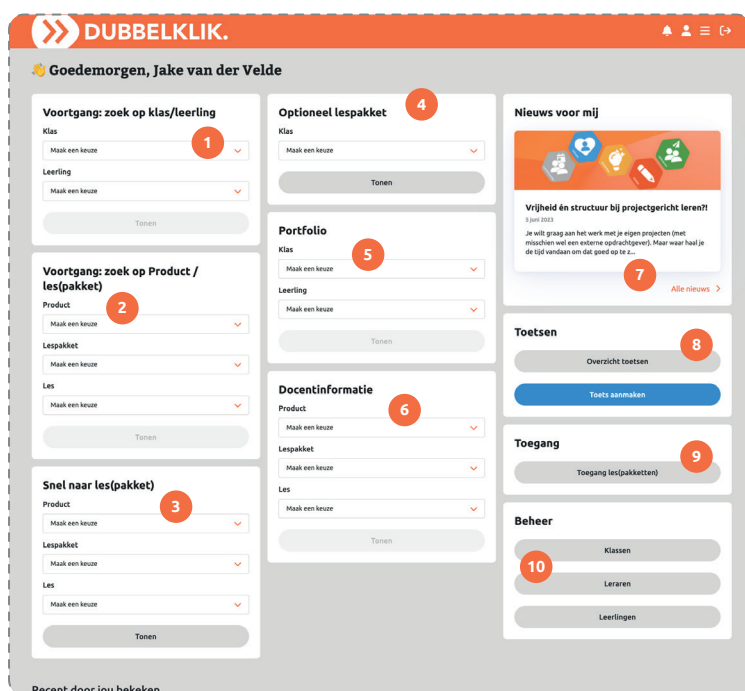 DUBBELKLIK.
Goedemorgen, Jake van der Velde
Voortgang: zoek op klas/leerling
Klas
1
Maak een keuze
Leerling
Maak een keuze
Tonen
Voortgang: zoek op Product /
les(pakket)
Product
2
Maak een keuze
Lespakket
Maak een keuze
Les
Maak een keuze
Tonen
Snel naar les(pakket)
Product
3
Maak een keuze
Lespakket
Maak een keuze
Les
Maak een keuze
Tonen
Optioneel lespakket
4
Klas
Maak een keuze
Tonen
Portfolio
Klas
5
Maak een keuze
Leerling
Maak een keuze
Tonen
Docentinformatie
Product
6
Maak een keuze
Lespakket
Maak een keuze
Les
Maak een keuze
Tonen
Nieuws voor mij
Vrijheid én structuur bij projectgericht leren?!
5 juni 2023
Je wilt graag aan het werk met je eigen projecten (met
misschien wel een externe opdrachtgever). Maar waar haal je
de tijd vandaan om dat goed op te z...
7
Alle nieuws
Toetsen
8
Overzicht toetsen
Toets aanmaken
Toegang
9
Toegang les(pakketten)
Beheer
Klassen
10
Leraren
Leerlingen
Recent door jou bekeken